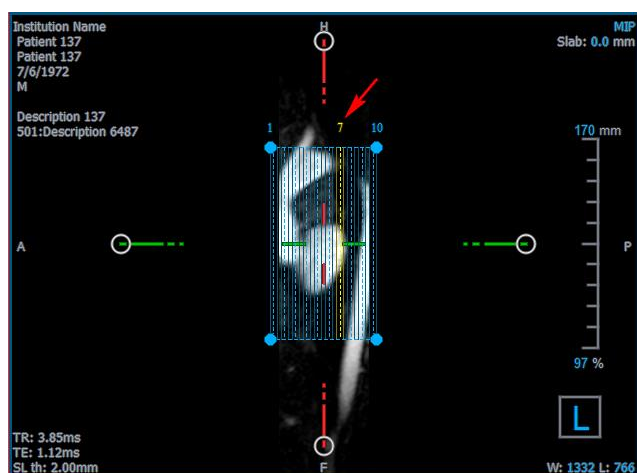 Institution Name
Patient 137
Patient 137
7/6/1972
M
Description 137
501:Description 6487
H
MIP
Slab: 0.0 mm
1
7
10
170 mm
A
P
97 %
L
TR: 3.85ms
TE: 1.12ms
SL th: 2.00mm
F
W: 1332 L: 766